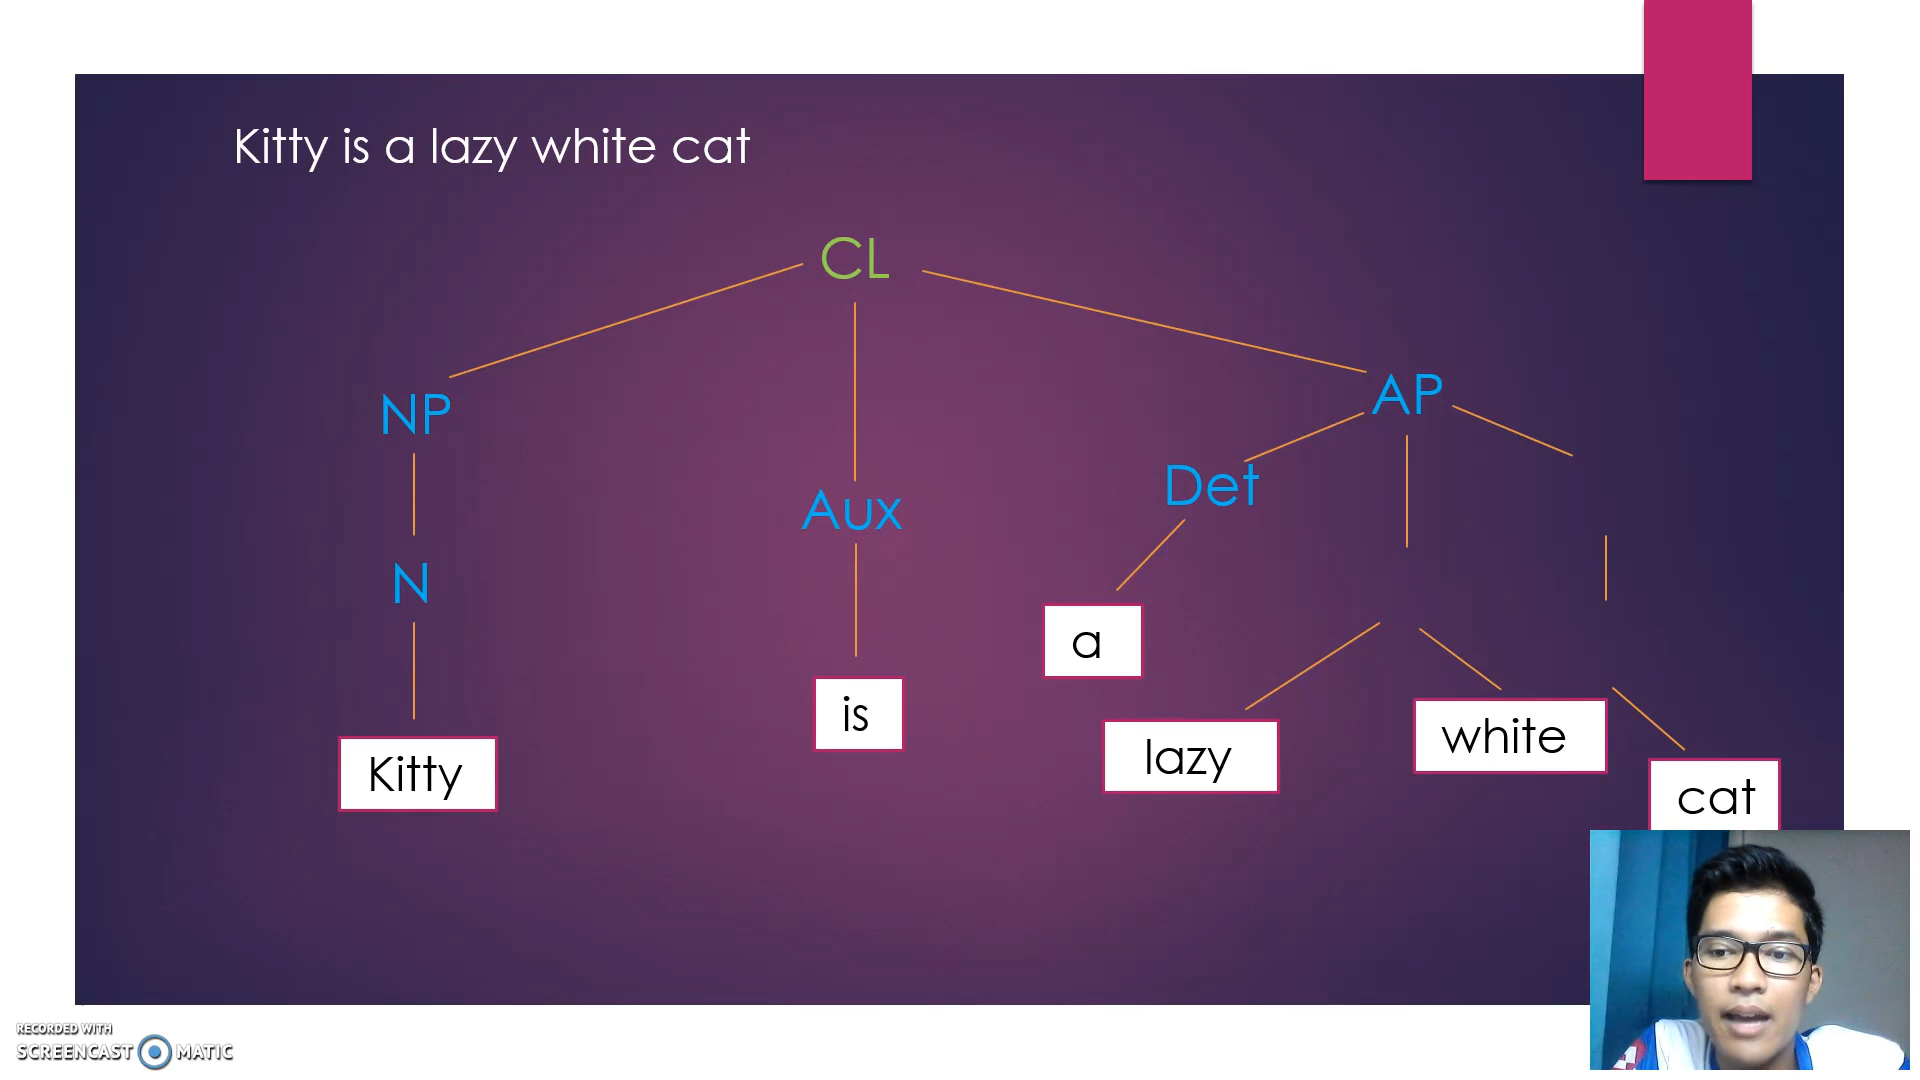 Kitty is a lazy white cat
CL
NP
AP
Det
Aux
N
a
is
white
lazy
Kitty
cat
RECORDED WITH
SCREENCAST MATIC